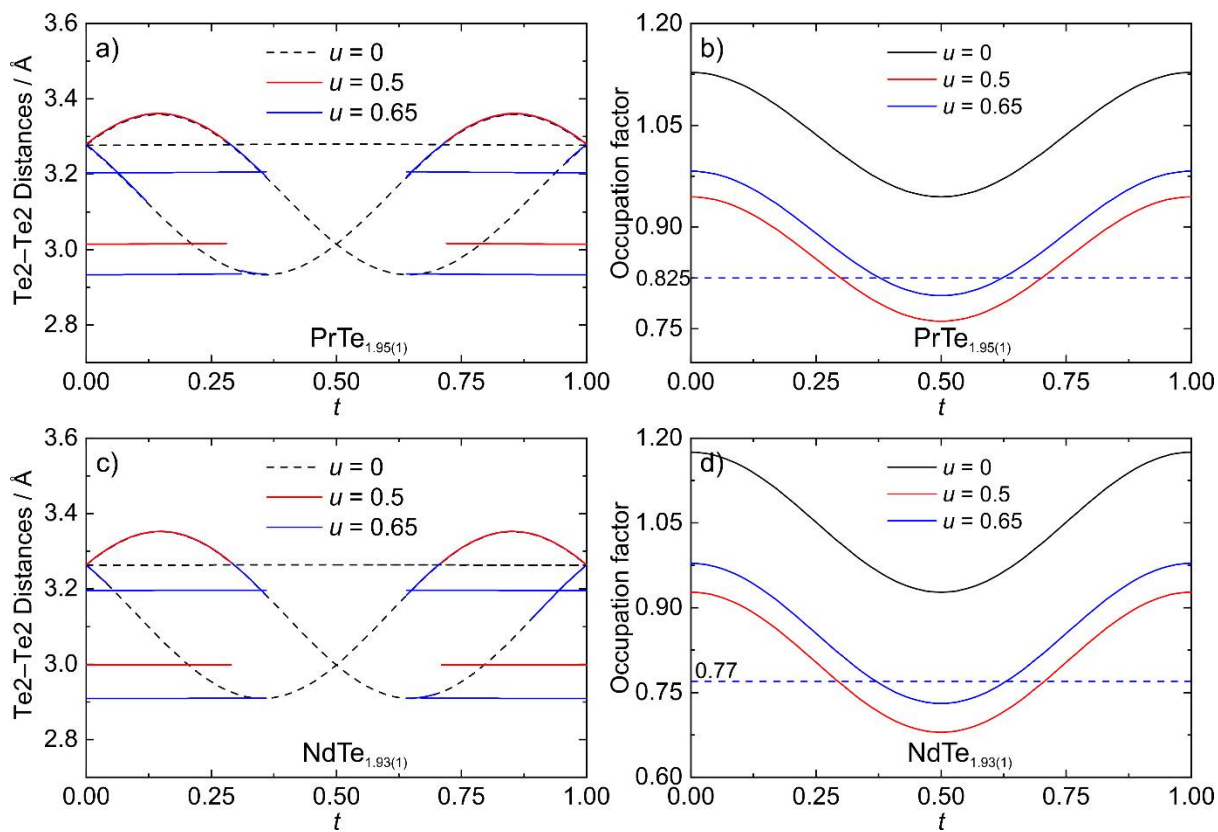 a)
Te2–Te2 Distances / Å
3.6
3.4
3.2
3.0
2.8
u = 0
u = 0.5
u = 0.65
PrTe1.95(1)
0.00 0.25 0.50 0.75 1.00
t
b)
Occupation factor
1.20
1.05
0.90
0.825
0.75
u = 0
u = 0.5
u = 0.65
PrTe1.95(1)
0.00 0.25 0.50 0.75 1.00
t
c)
Te2–Te2 Distances / Å
3.6
3.4
3.2
3.0
2.8
u = 0
u = 0.5
u = 0.65
NdTe1.93(1)
0.00 0.25 0.50 0.75 1.00
t
d)
Occupation factor
1.20
1.05
0.90
0.75
0.60
0.77
u = 0
u = 0.5
u = 0.65
NdTe1.93(1)
0.00 0.25 0.50 0.75 1.00
t